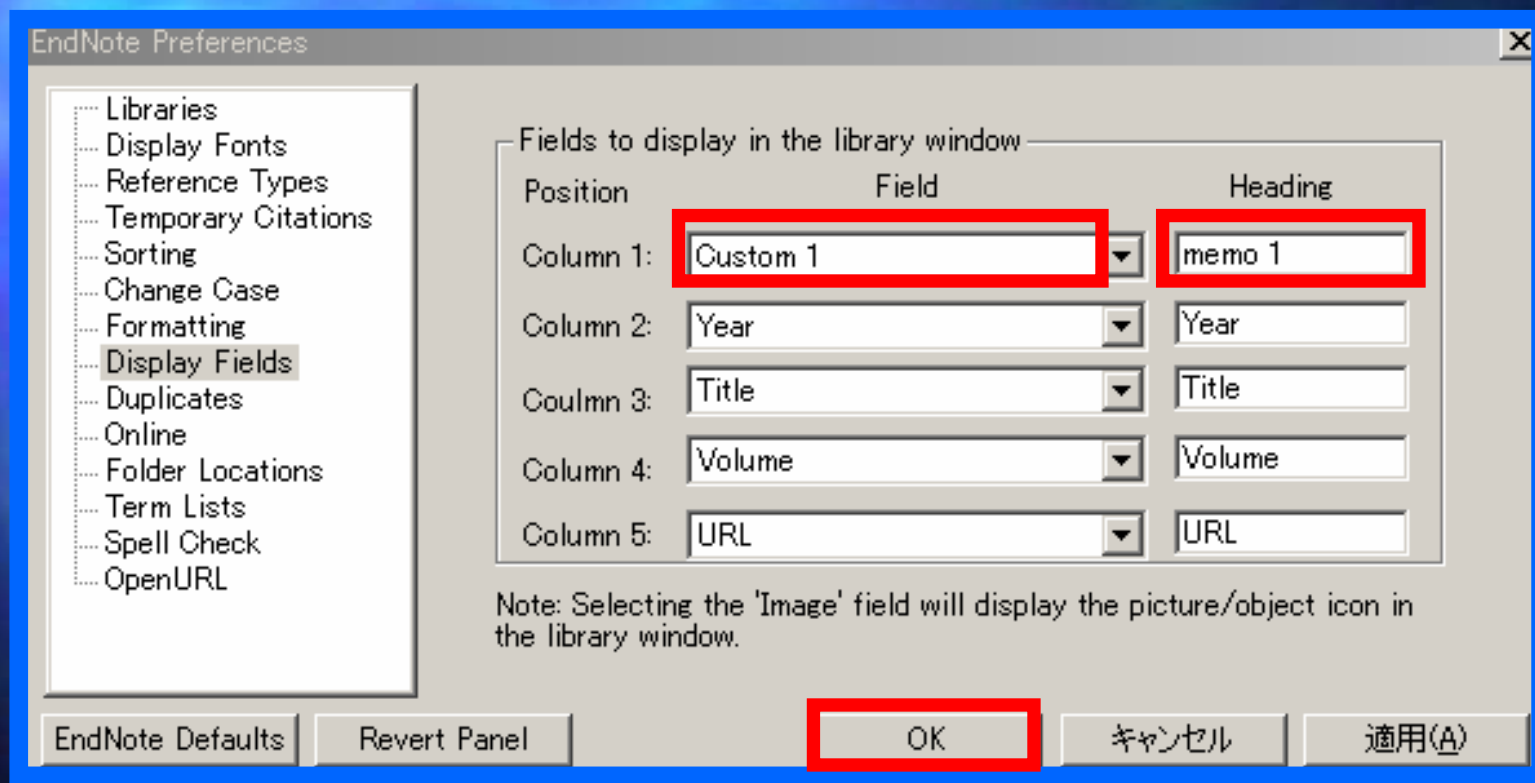 EndNote Preferences
Libraries
Display Fonts
Reference Types
Temporary Citations
Sorting
Change Case
Formatting
Display Fields
Duplicates
Online
Folder Locations
Term Lists
Spell Check
OpenURL
Fields to display in the library window
Position Field Heading
Column 1: Custom 1 memo 1
Column 2: Year Year
Coulmn 3: Title Title
Column 4: Volume Volume
Column 5: URL URL
Note: Selecting the 'Image' field will display the picture/object icon in
the library window.
EndNote Defaults Revert Panel OK キャンセル 適用(A)